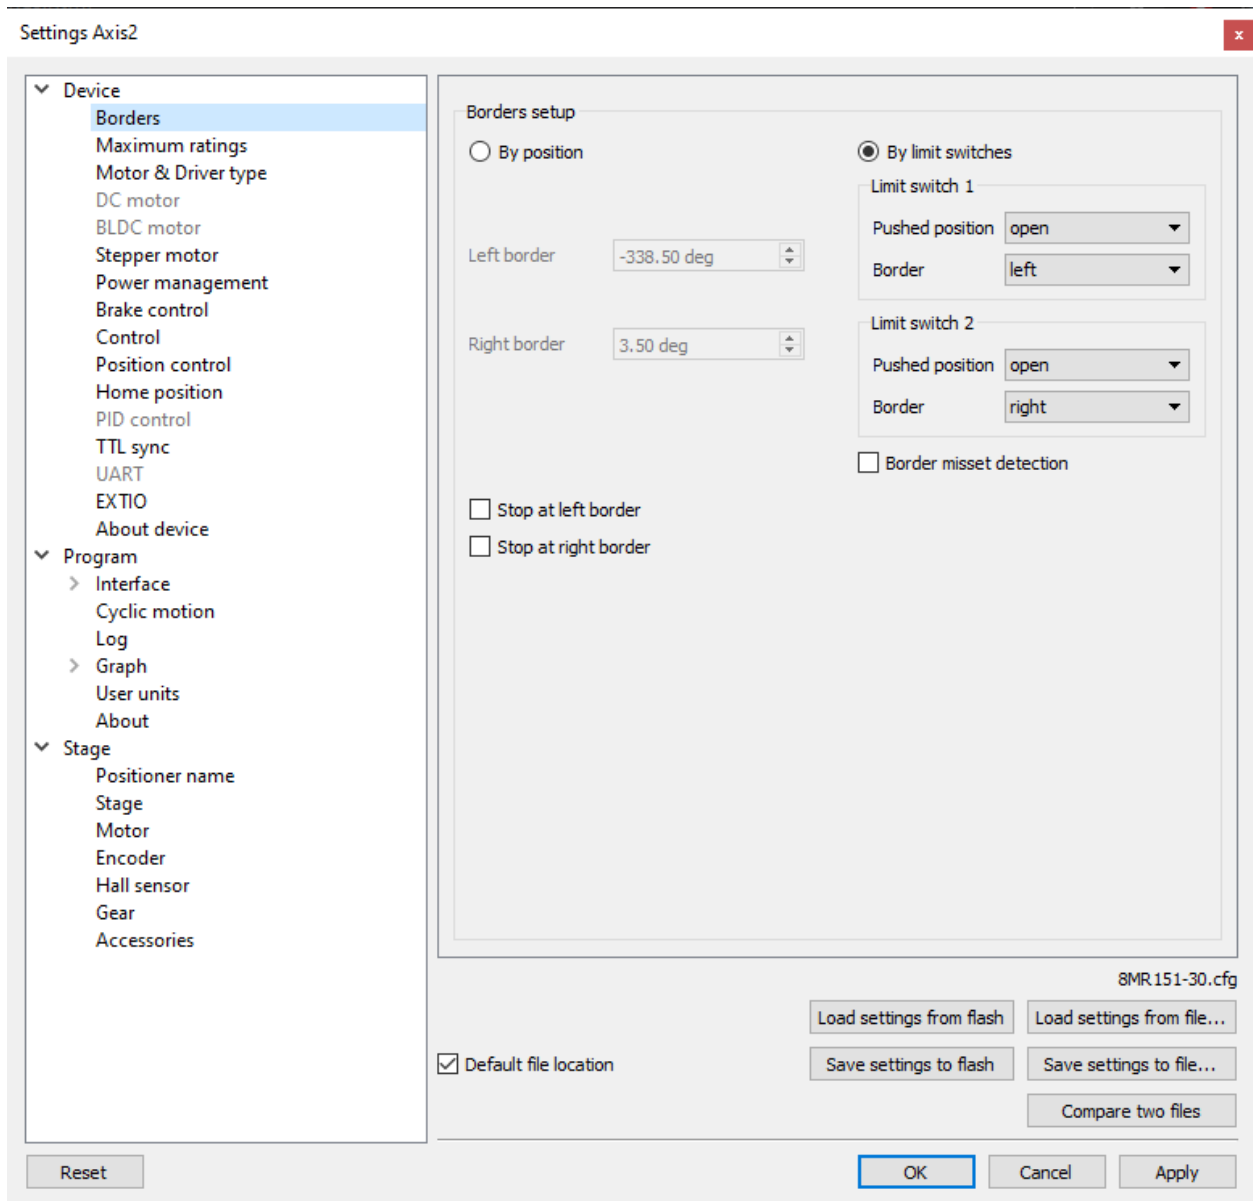 Settings Axis2
x
Device
Borders
Maximum ratings
Motor & Driver type
DC motor
BLDC motor
Stepper motor
Power management
Brake control
Control
Position control
Home position
PID control
TTL sync
UART
EXTIO
About device
Program
Interface
Cyclic motion
Log
Graph
User units
About
Stage
Positioner name
Stage
Motor
Encoder
Hall sensor
Gear
Accessories
Borders setup
By position
By limit switches
Limit switch 1
Pushed position open
Left border -338.50 deg
Border left
Limit switch 2
Right border 3.50 deg
Pushed position open
Border right
Border misset detection
Stop at left border
Stop at right border
8MR151-30.cfg
Load settings from flash Load settings from file...
Default file location Save settings to flash Save settings to file...
Compare two files
Reset OK Cancel Apply